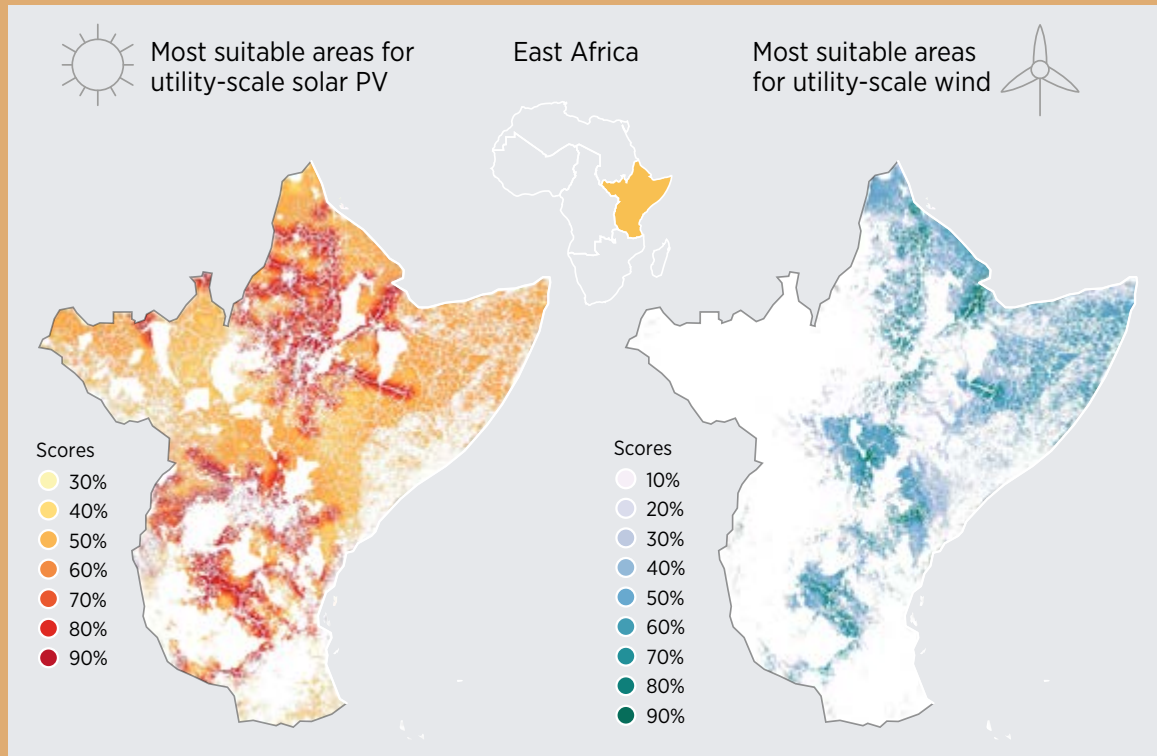 Most suitable areas for
utility-scale solar PV
East Africa
Most suitable areas
for utility-scale wind
Scores
30%
40%
50%
60%
70%
80%
90%
Scores
10%
20%
30%
40%
50%
60%
70%
80%
90%